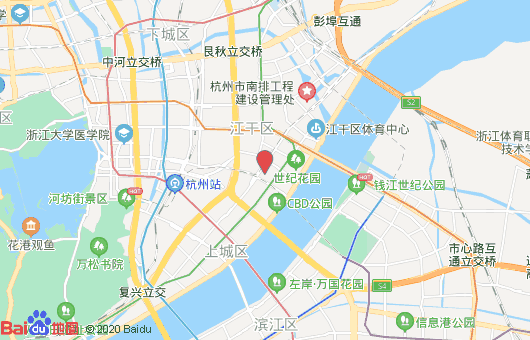 彭埠互通
下城区
艮秋立交桥
中河立交桥
杭州市南排工程
建设管理处
S2
江干区
江干区体育中心
浙江大学医学院
区
浙江体育职
技术学
世纪花园
HOT
杭州站
HOT
钱江世纪公园
河坊街景区
CBD公园
花港观鱼
万松书院
上城区
市心路互
通立交桥
复兴立交
左岸·万国花园
S4
滨江区
信息港公园
Bai du 地图
© 2020 Baidu